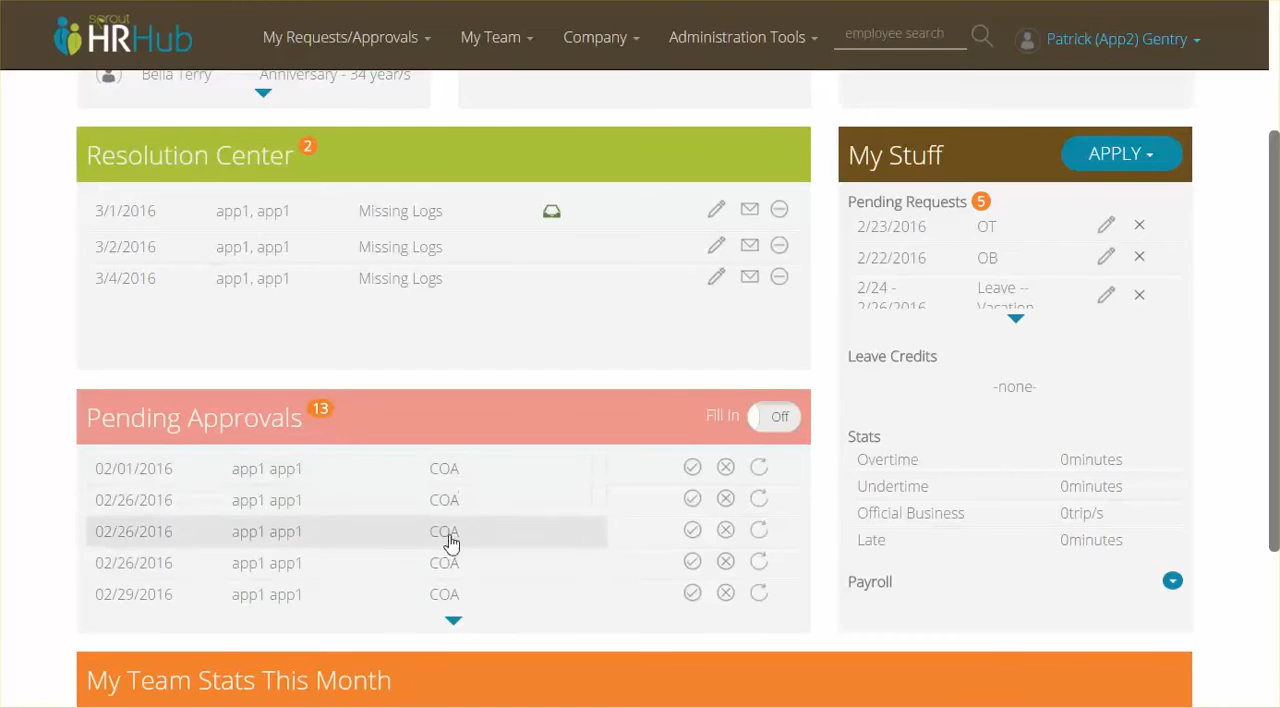 sprout
HRHub
My Requests/Approvals
My Team
Company
Administration Tools
employee search
Patrick (App2) Gentry
Bella Terry Anniversary - 34 year/s
Resolution Center 2
3/1/2016 app1, app1 Missing Logs
3/2/2016 app1, app1 Missing Logs
3/4/2016 app1, app1 Missing Logs
Pending Approvals 13
Fill In Off
02/01/2016 app1 app1 COA
02/26/2016 app1 app1 COA
02/26/2016 app1 app1 COA
02/26/2016 app1 app1 COA
02/29/2016 app1 app1 COA
My Stuff
APPLY
Pending Requests 5
2/23/2016 OT
2/22/2016 OB
2/24 - Leave --
2/26/2016 Vacation
Leave Credits
-none-
Stats
Overtime 0minutes
Undertime 0minutes
Official Business 0trip/s
Late 0minutes
Payroll
My Team Stats This Month